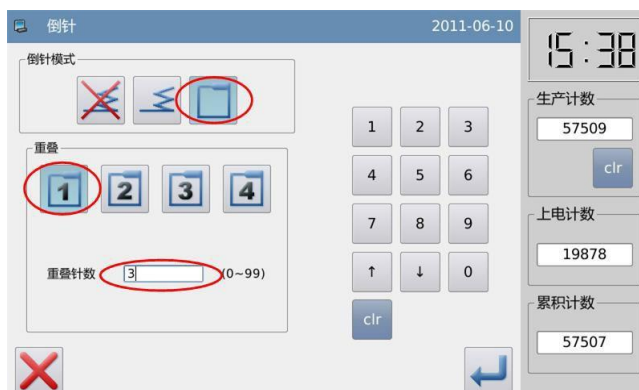 倒针
2011-06-10
15:38
倒针模式
重叠
1 2 3 4
重叠针数 3 (0~99)
1 2 3
4 5 6
7 8 9
↑ ↓ 0
clr
生产计数
57509
clr
上电计数
19878
累积计数
57507